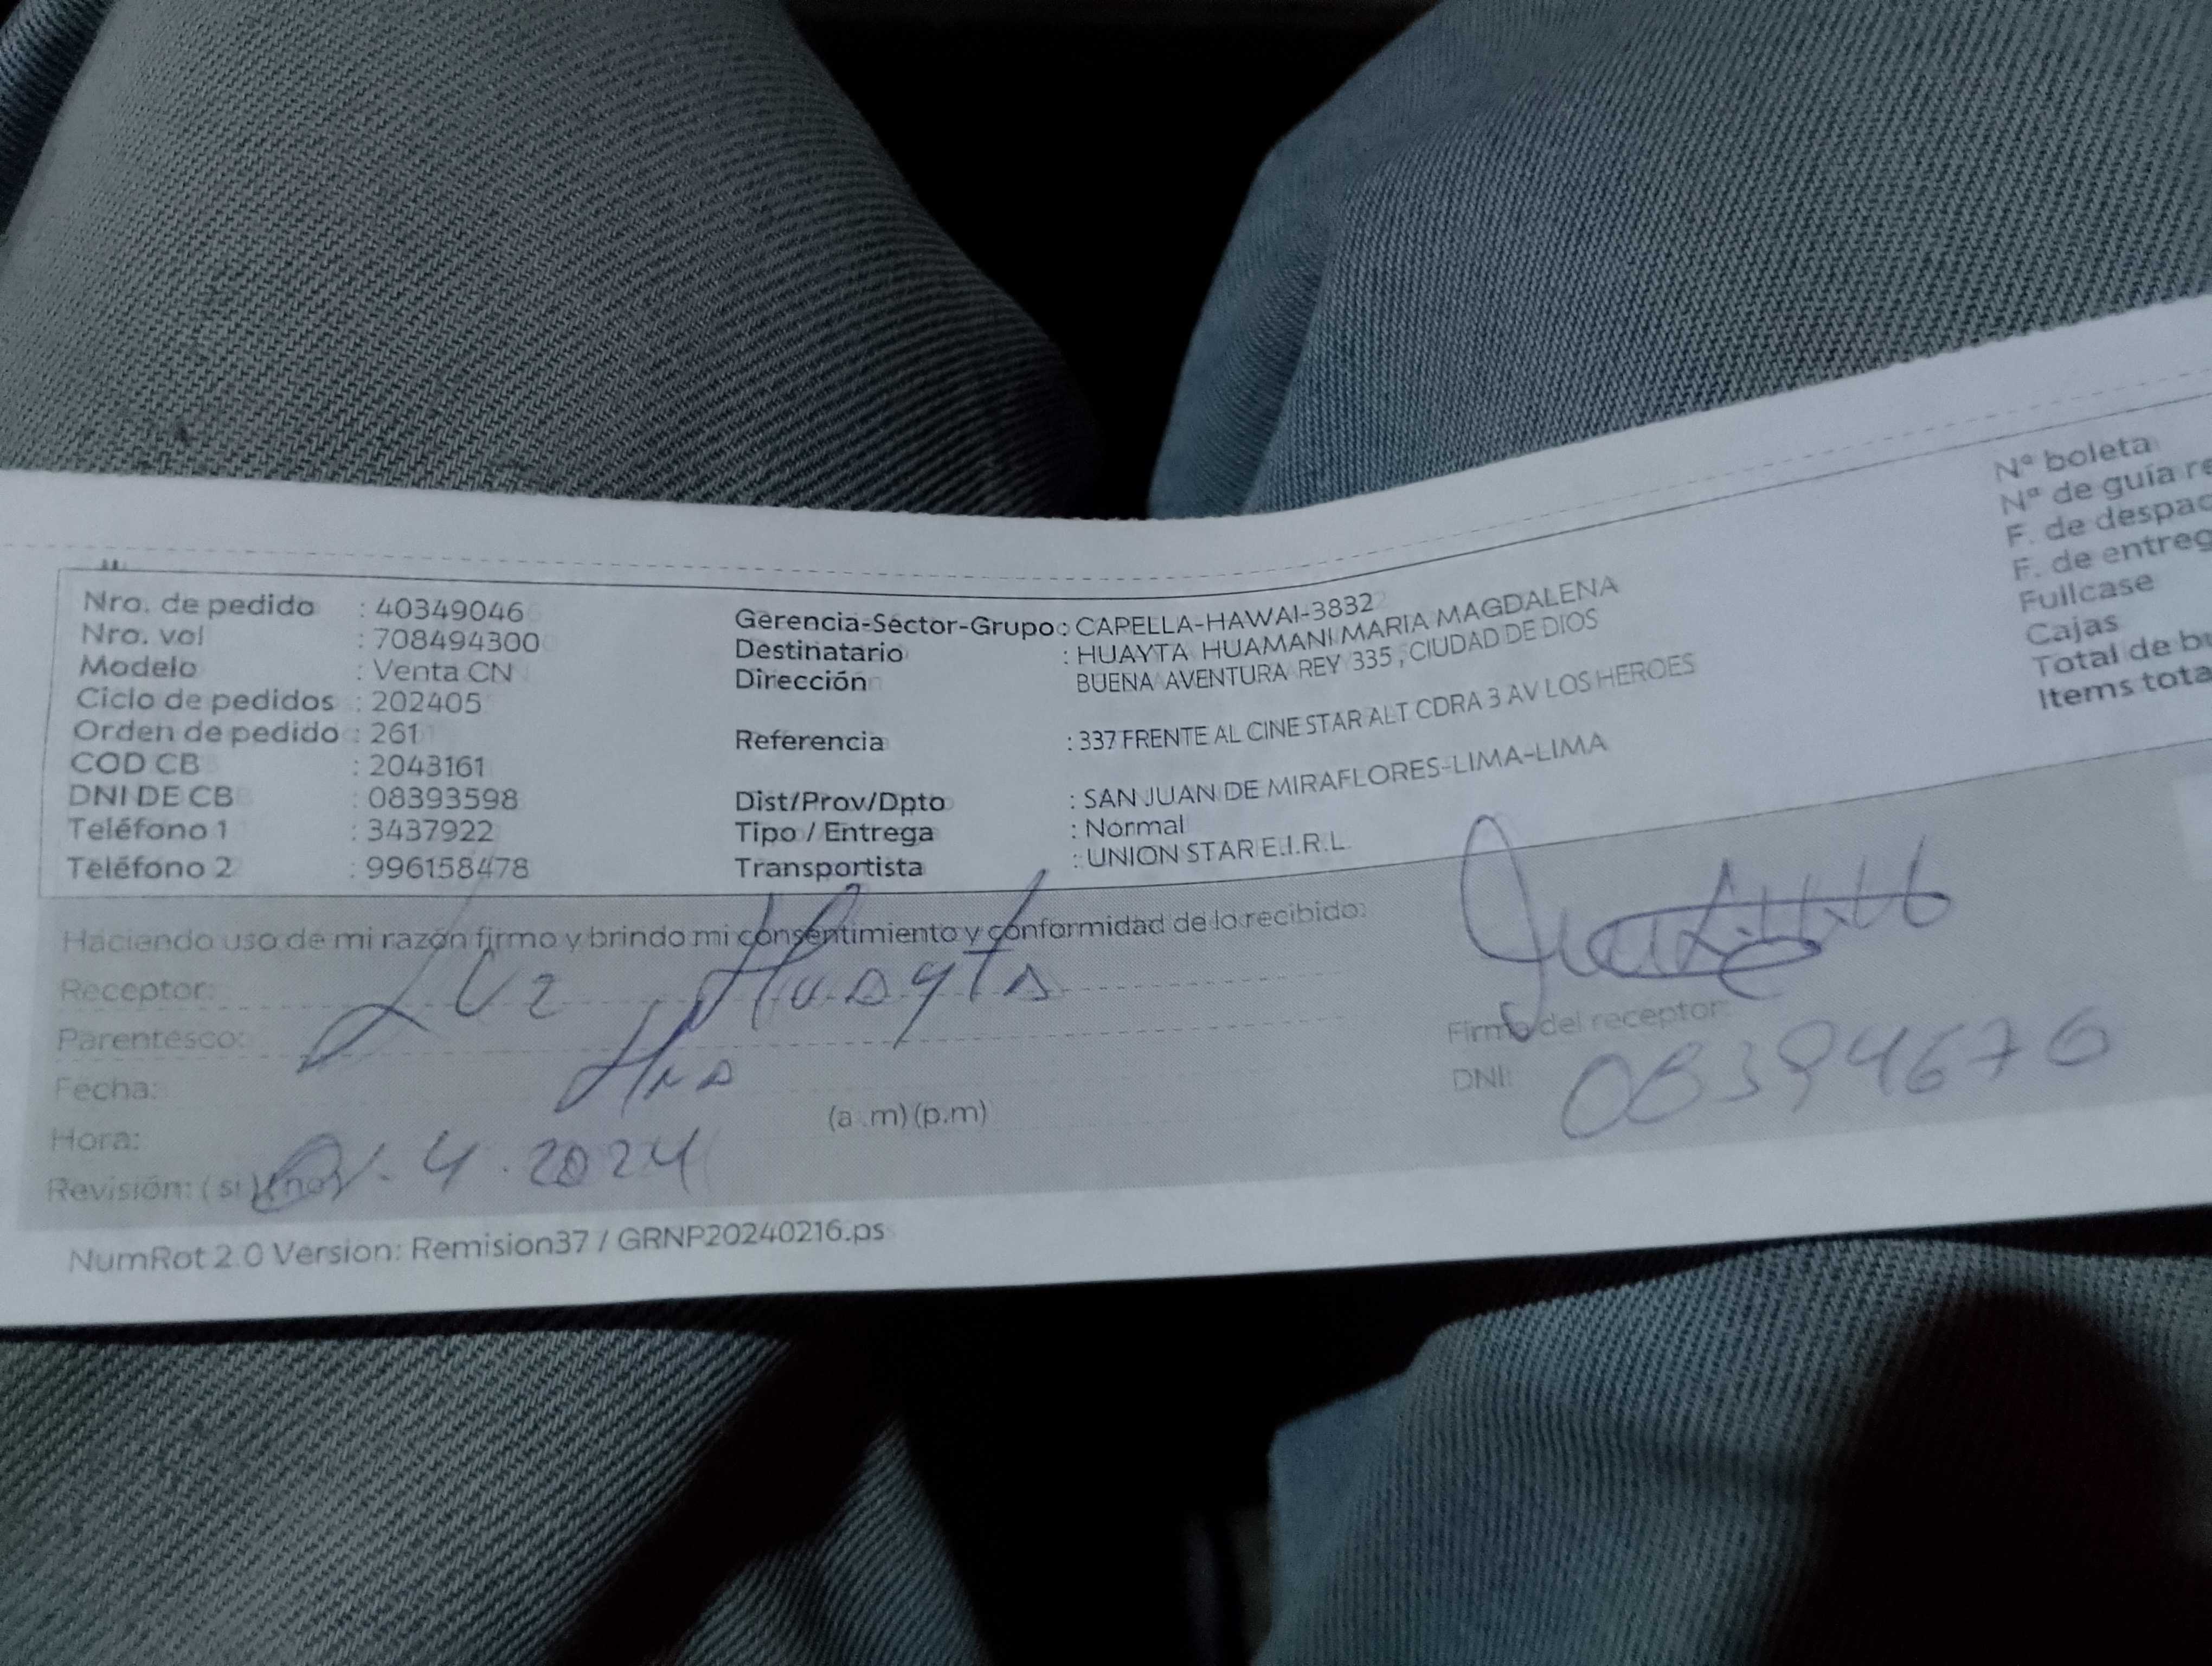 Nro. de pedido : 40349046
Nro. vol : 708494300
Modelo : Venta CN
Ciclo de pedidos : 202405
Orden de pedido : 261
COD CB : 2043161
DNI DE CB : 08393598
Teléfono 1 : 3437922
Teléfono 2 : 996158478
Gerencia-Sector-Grupo : CAPELLA-HAWAI-3832
Destinatario : HUAYTA HUAMANI MARIA MAGDALENA
Dirección BUENA AVENTURA REY 335 , CIUDAD DE DIOS
Referencia : 337 FRENTE AL CINE STAR ALT CDRA 3 AV LOS HEROES
Dist/Prov/Dpto : SAN JUAN DE MIRAFLORES-LIMA-LIMA
Tipo / Entrega : Normal
Transportista : UNION STAR E.I.R.L.
N° boleta
N° de guía re
F. de despac
F. de entreg
Fullcase
Cajas
Total de bu
Items tota
Haciendo uso de mi razón firmo y brindo mi consentimiento y conformidad de lo recibido:
Receptor: Luz Huayta
Parentesco: Hna
Fecha:
Hora: (a .m) (p.m)
Revisión: ( si ) ( no ) 4 . 2024
Firma del receptor:
DNI: 08394676
NumRot 2.0 Version: Remision37 / GRNP20240216.ps